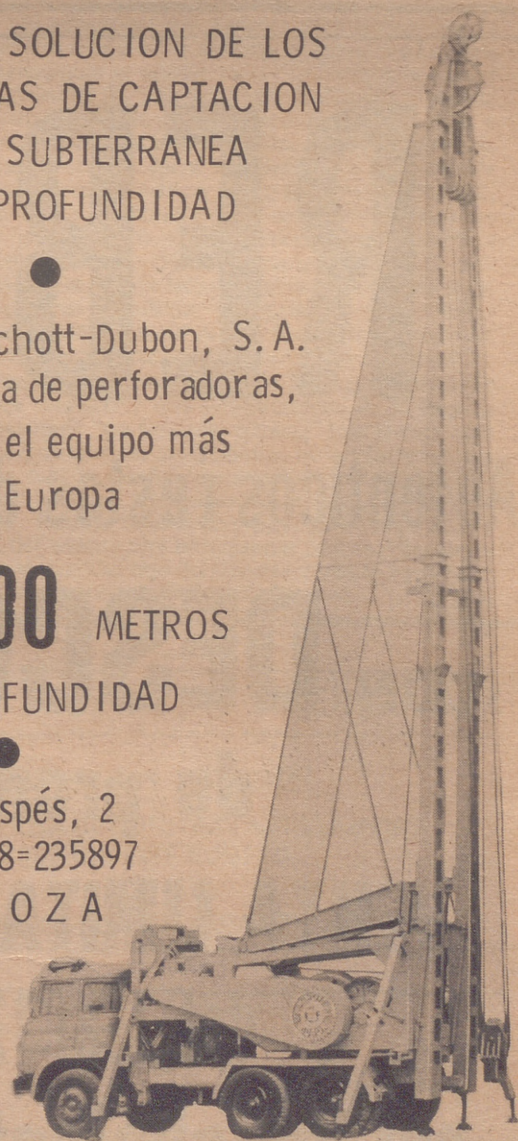 SOLUCION DE LOS
AS DE CAPTACION
SUBTERRANEA
PROFUNDIDAD
chott-Dubon, S.A.
a de perforadoras,
el equipo más
Europa
00 METROS
FUNDIDAD
spés, 2
8=235897
OZA